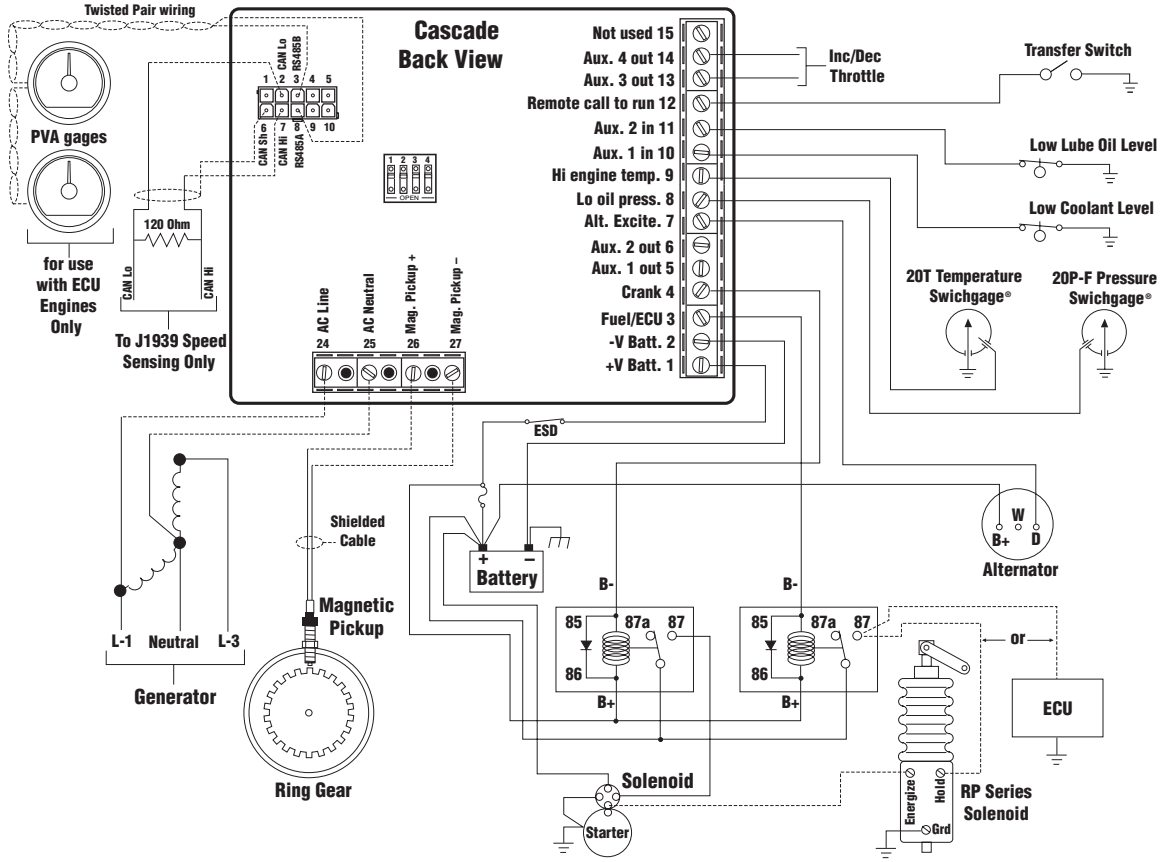 Twisted Pair wiring
Cascade
Back View
CAN Lo
RS485B
1 2 3 4 5
6 7 8 9 10
CAN Sh
CAN Hi
RS485A
PVA gages
for use
with ECU
Engines
Only
120 Ohm
CAN Lo
CAN Hi
To J1939 Speed
Sensing Only
1 2 3 4
OPEN
AC Line
24
AC Neutral
25
Mag. Pickup +
26
Mag. Pickup –
27
Not used 15
Aux. 4 out 14
Aux. 3 out 13
Remote call to run 12
Aux. 2 in 11
Aux. 1 in 10
Hi engine temp. 9
Lo oil press. 8
Alt. Excite. 7
Aux. 2 out 6
Aux. 1 out 5
Crank 4
Fuel/ECU 3
-V Batt. 2
+V Batt. 1
Inc/Dec
Throttle
Transfer Switch
Low Lube Oil Level
Low Coolant Level
20T Temperature
Swichgage®
20P-F Pressure
Swichgage®
ESD
+ –
Battery
W
B+ D
Alternator
Shielded
Cable
Magnetic
Pickup
Ring Gear
L-1 Neutral L-3
Generator
B-
85 87a 87
86
B+
B-
85 87a 87
86
B+
or
ECU
Solenoid
Starter
Energize
Hold
Grd
RP Series
Solenoid